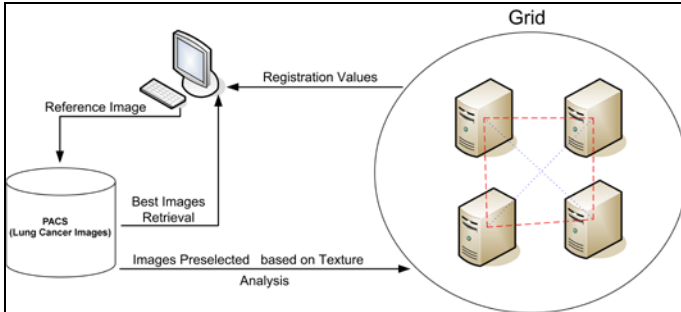 Grid
Registration Values
Reference Image
PACS
(Lung Cancer Images)
Best Images
Retrieval
Images Preselected based on Texture
Analysis